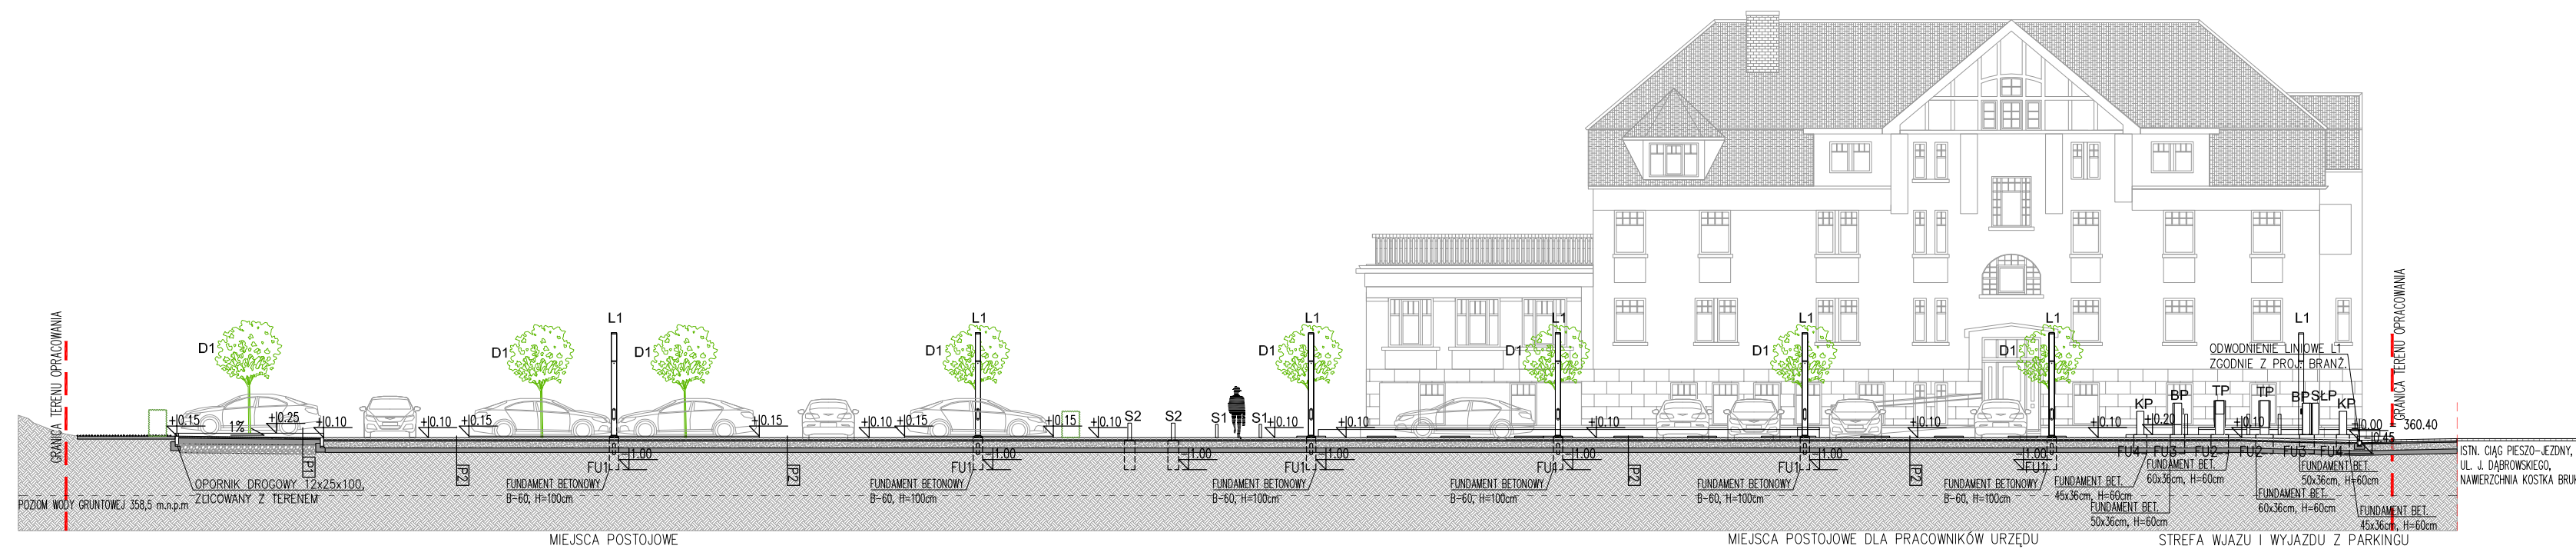 GRANICA TERENU OPRACOWANIA
D1
D1
L1
D1
D1
L1
D1
L1
D1
L1
D1
L1
D1
L1
L1
GRANICA TERENU OPRACOWANIA
ODWODNIENIE LINIOWE L1
ZGODNIE Z PROJ. BRANŻ.
+0.15
1%
+0.25
+0.10
+0.10
+0.15
+0.15
+0.10
+0.15
+0.15
+0.10
S2
S2
S1
S1
+0.10
+0.10
+0.10
+0.10
+0.10
KP
+0.20
BP
TP
+0.10
TP
BP
SŁP
KP
±0.00 = 360.40
-0.45
P1
P2
FU1
-1.00
P2
FU1
-1.00
-1.00
FU1
-1.00
FU1
-1.00
P2
FU1
-1.00
P2
-1.00
FU1
FU4
FU3
FU2
FU2
FU3
FU4
OPORNIK DROGOWY 12x25x100,
ZLICOWANY Z TERENEM
FUNDAMENT BETONOWY
B-60, H=100cm
FUNDAMENT BETONOWY
B-60, H=100cm
FUNDAMENT BETONOWY
B-60, H=100cm
FUNDAMENT BETONOWY
B-60, H=100cm
FUNDAMENT BETONOWY
B-60, H=100cm
FUNDAMENT BETONOWY
B-60, H=100cm
FUNDAMENT BET.
45x36cm, H=60cm
FUNDAMENT BET.
50x36cm, H=60cm
FUNDAMENT BET.
60x36cm, H=60cm
FUNDAMENT BET.
60x36cm, H=60cm
FUNDAMENT BET.
50x36cm, H=60cm
FUNDAMENT BET.
45x36cm, H=60cm
ISTN. CIĄG PIESZO-JEZDNY,
UL. J. DĄBROWSKIEGO,
NAWIERZCHNIA KOSTKA BRUK
POZIOM WODY GRUNTOWEJ 358,5 m.n.p.m
MIEJSCA POSTOJOWE
MIEJSCA POSTOJOWE DLA PRACOWNIKÓW URZĘDU
STREFA WJAZU I WYJAZDU Z PARKINGU